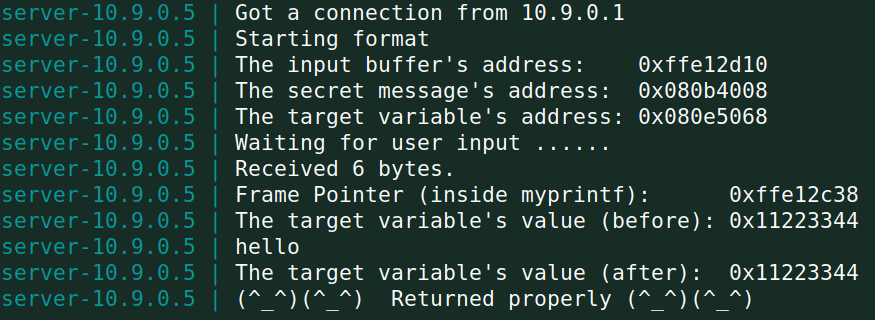 server-10.9.0.5 | Got a connection from 10.9.0.1
server-10.9.0.5 | Starting format
server-10.9.0.5 | The input buffer's address:    0xffe12d10
server-10.9.0.5 | The secret message's address:  0x080b4008
server-10.9.0.5 | The target variable's address: 0x080e5068
server-10.9.0.5 | Waiting for user input ......
server-10.9.0.5 | Received 6 bytes.
server-10.9.0.5 | Frame Pointer (inside myprintf):      0xffe12c38
server-10.9.0.5 | The target variable's value (before): 0x11223344
server-10.9.0.5 | hello
server-10.9.0.5 | The target variable's value (after):  0x11223344
server-10.9.0.5 | (^_^)(^_^)  Returned properly (^_^)(^_^)